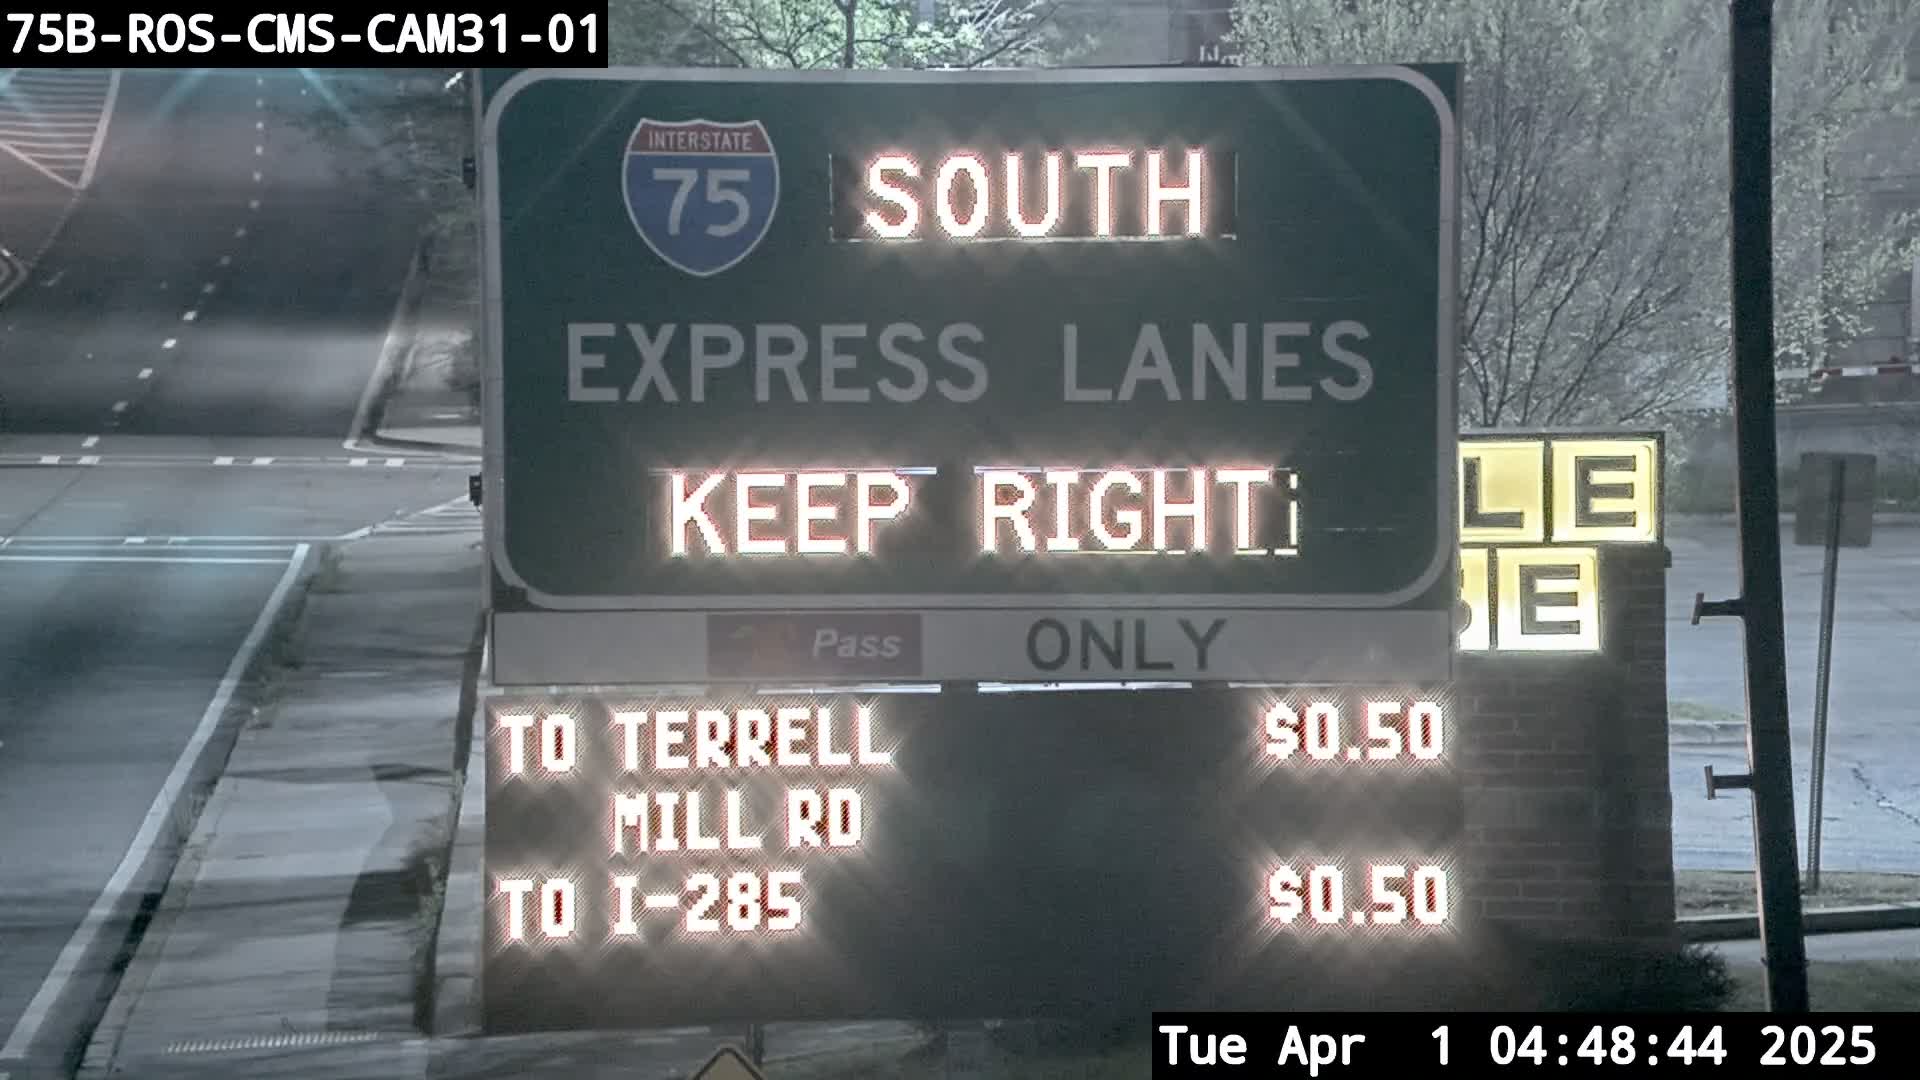 75B-ROS-CMS-CAM31-01
INTERSTATE
75
SOUTH
EXPRESS LANES
KEEP RIGHT
Pass ONLY
TO TERRELL $0.50
MILL RD
TO I-285 $0.50
LE
E
Tue Apr 1 04:48:44 2025